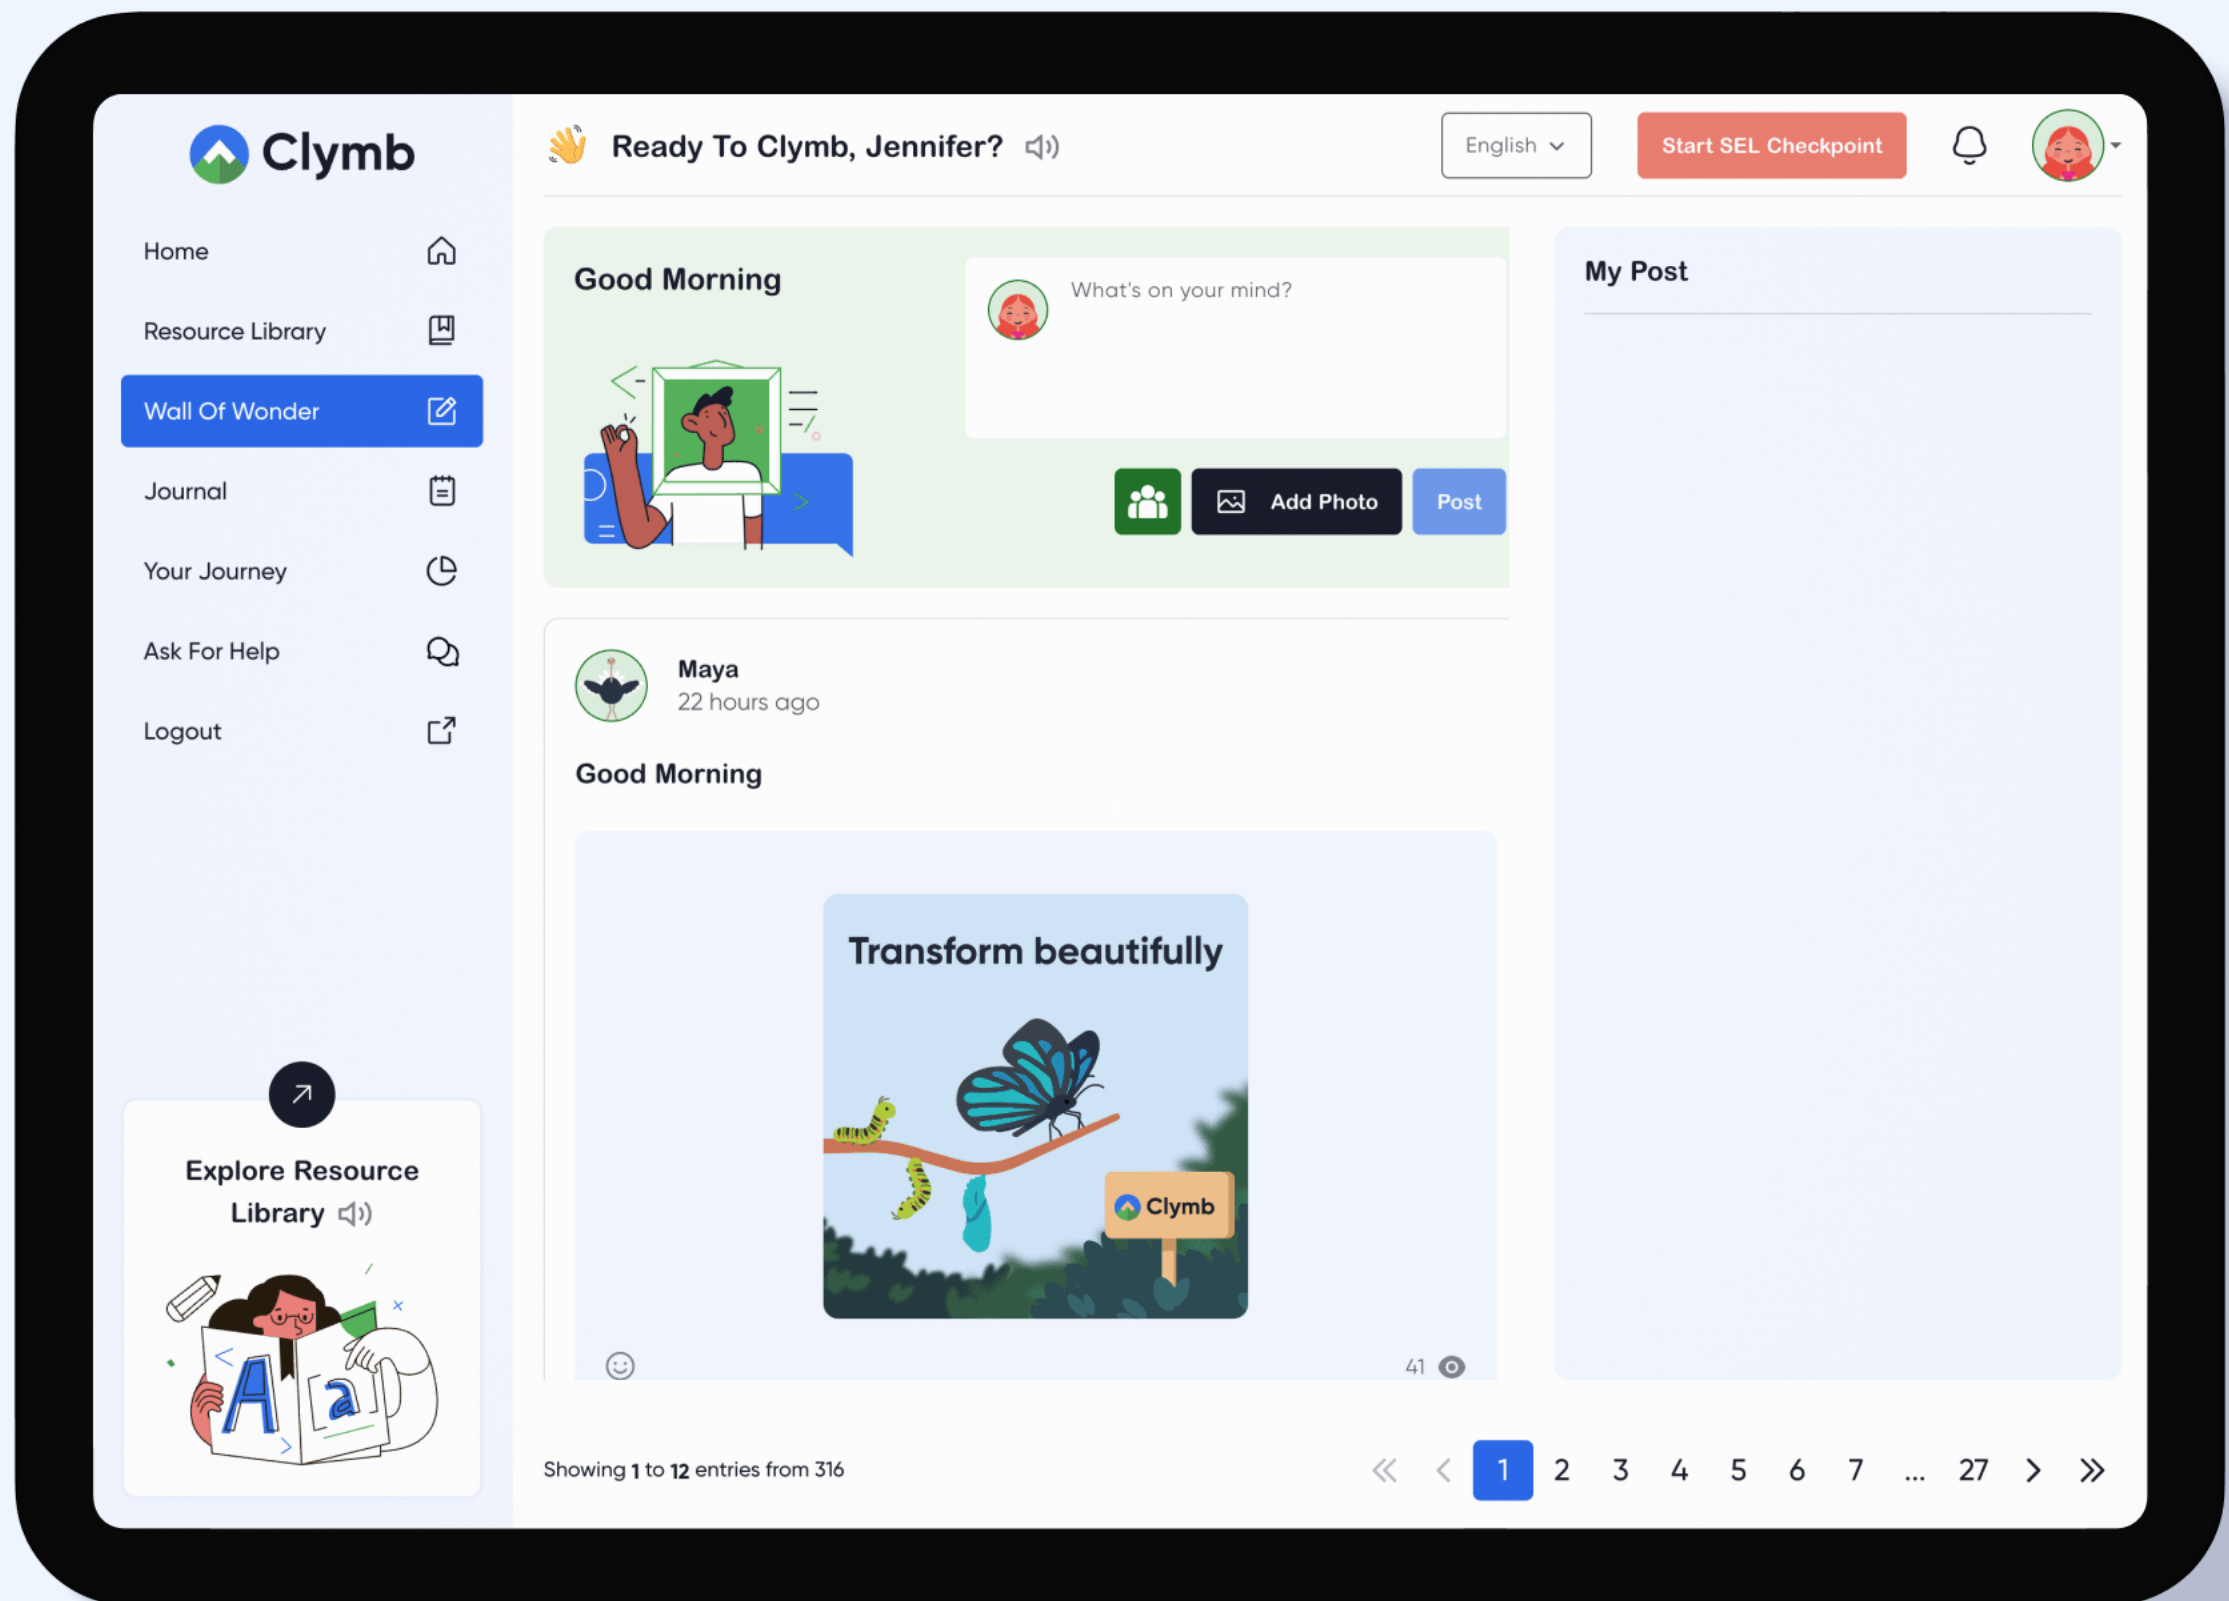 Clymb
Home
Resource Library
Wall Of Wonder
Journal
Your Journey
Ask For Help
Logout
Explore Resource
Library
A
a
Ready To Clymb, Jennifer?
English
Start SEL Checkpoint
Good Morning
What's on your mind?
Add Photo
Post
My Post
Maya
22 hours ago
Good Morning
Transform beautifully
Clymb
41
Showing 1 to 12 entries from 316
1 2 3 4 5 6 7 ... 27